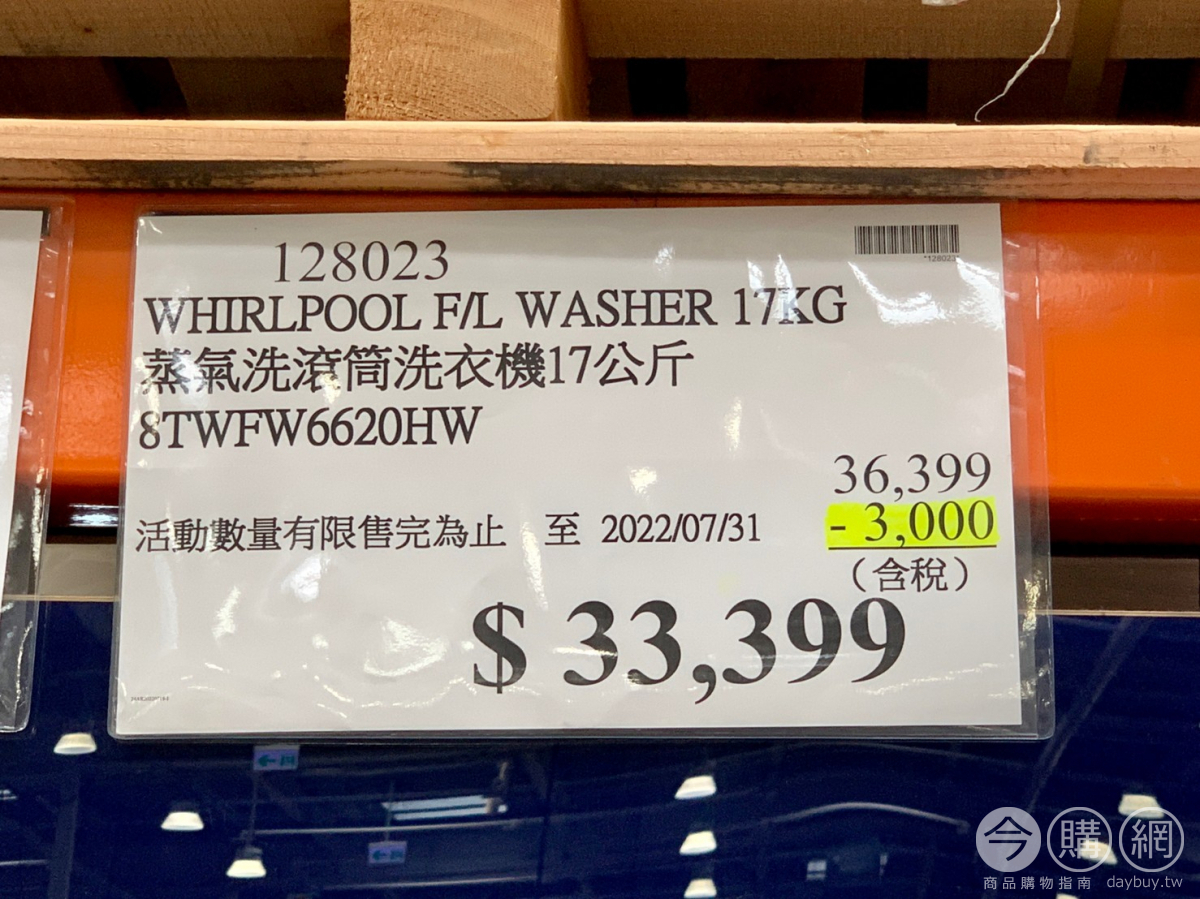 128023
*128023*
WHIRLPOOL F/L WASHER 17KG
蒸氣洗滾筒洗衣機17公斤
8TWFW6620HW
36,399
活動數量有限售完為止 至 2022/07/31 - 3,000
(含稅)
$ 33,399
今購網
商品購物指南 daybuy.tw